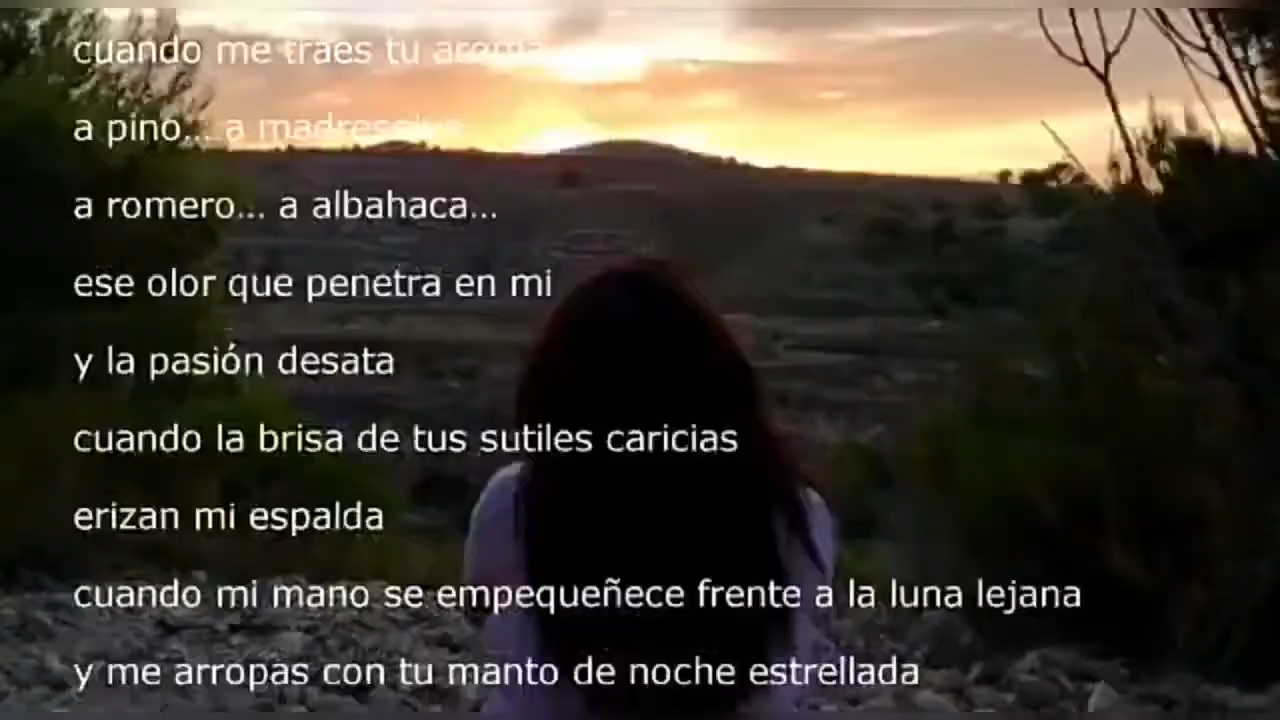 cuando me traes tu aroma
a pino... a madreselva
a romero... a albahaca...
ese olor que penetra en mi
y la pasión desata
cuando la brisa de tus sutiles caricias
erizan mi espalda
cuando mi mano se empequeñece frente a la luna lejana
y me arropas con tu manto de noche estrellada